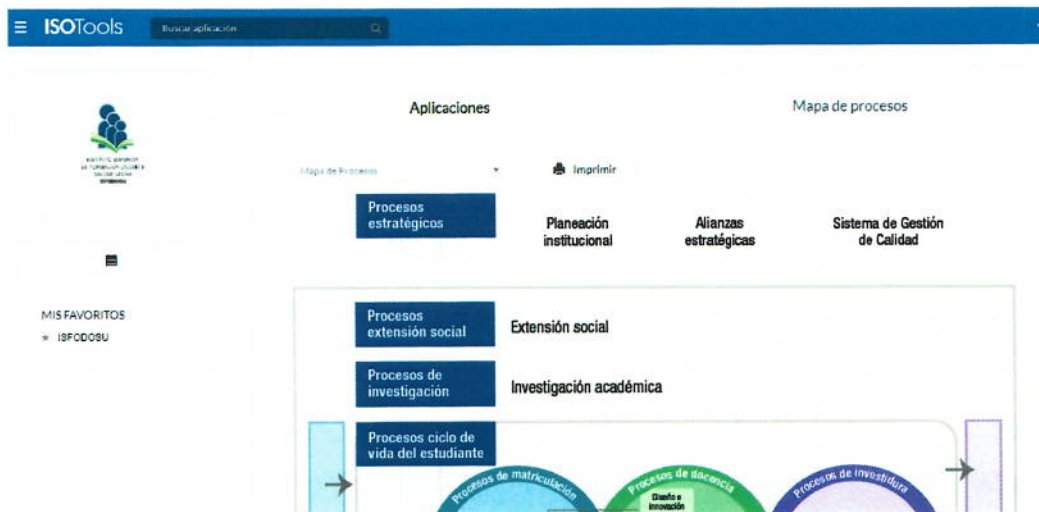 ISOTools
Buscar aplicación
Aplicaciones
Mapa de procesos
Mapa de Procesos
Imprimir
Procesos
estratégicos
Planeación
institucional
Alianzas
estratégicas
Sistema de Gestión
de Calidad
MIS FAVORITOS
ISFODOSU
Procesos
extensión social
Extensión social
Procesos de
investigación
Investigación académica
Procesos ciclo de
vida del estudiante
Procesos de matriculación
Procesos de docencia
Procesos de investidura
Diseño e
innovación